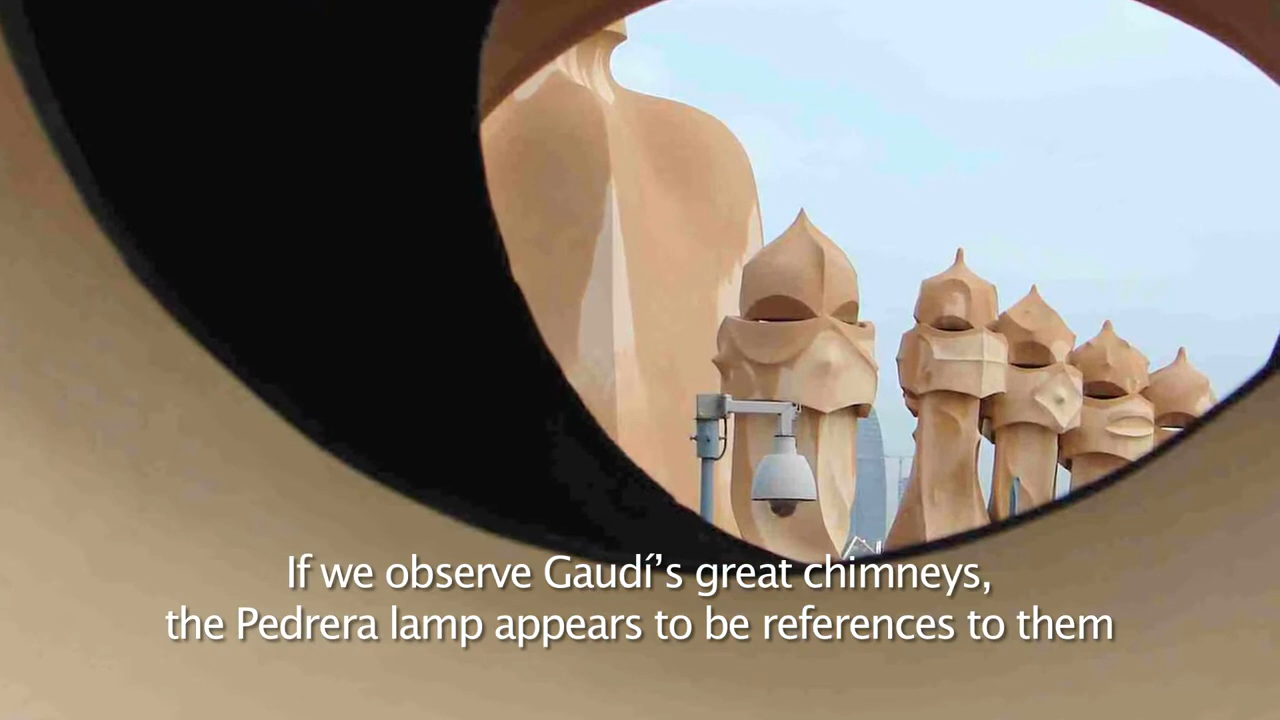 If we observe Gaudí's great chimneys,
the Pedrera lamp appears to be references to them